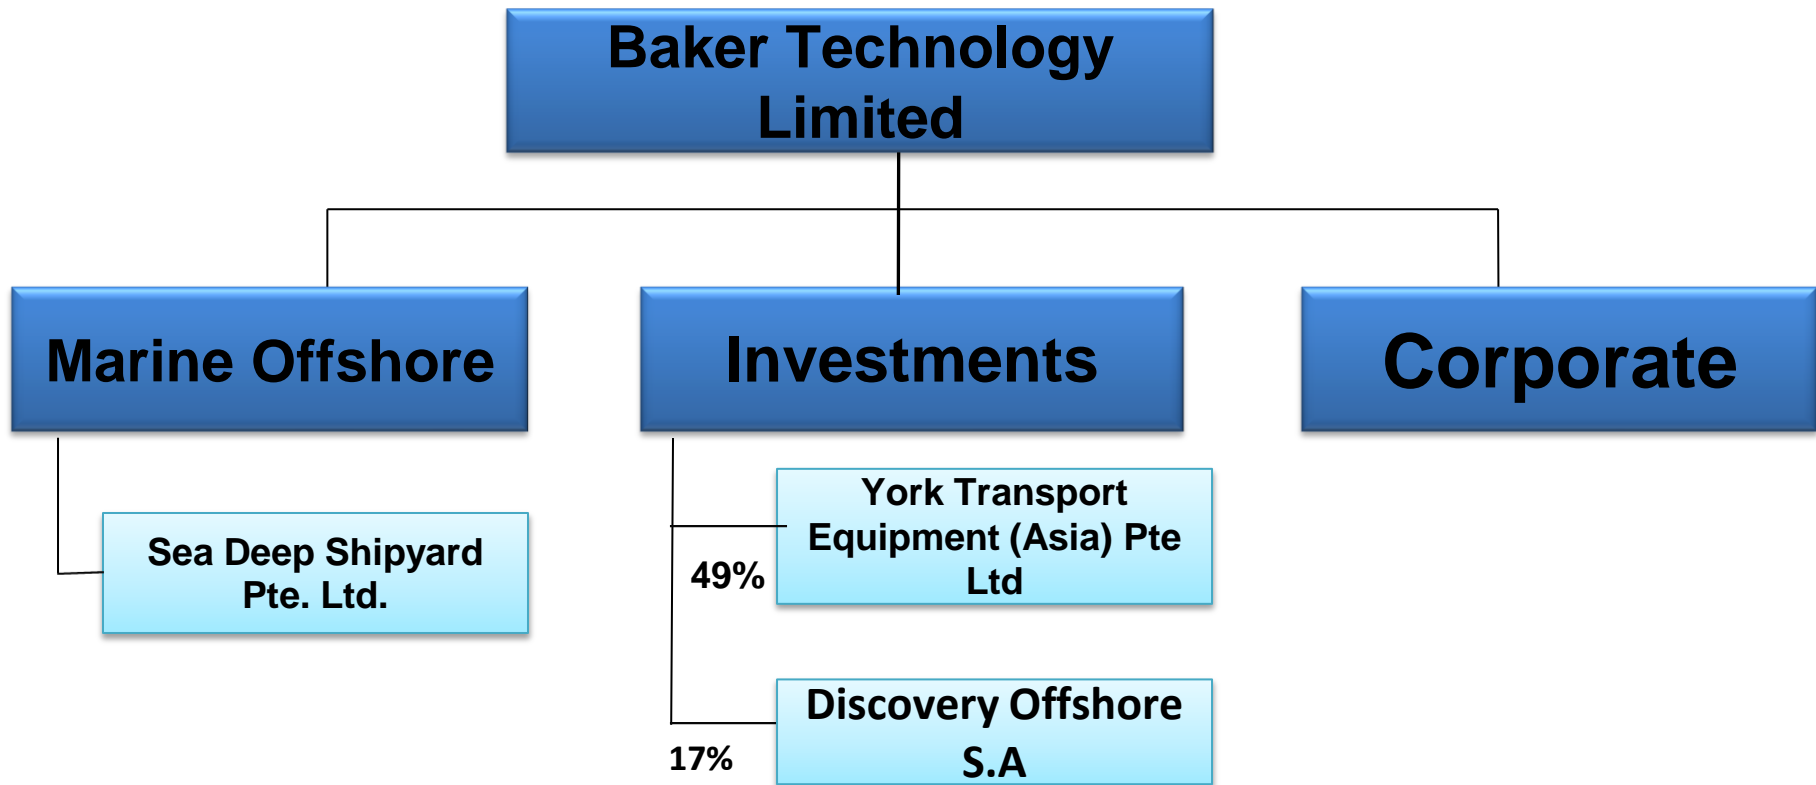 Baker Technology
Limited
Marine Offshore
Investments
Corporate
Sea Deep Shipyard
Pte. Ltd.
York Transport
Equipment (Asia) Pte
Ltd
49%
Discovery Offshore
S.A
17%